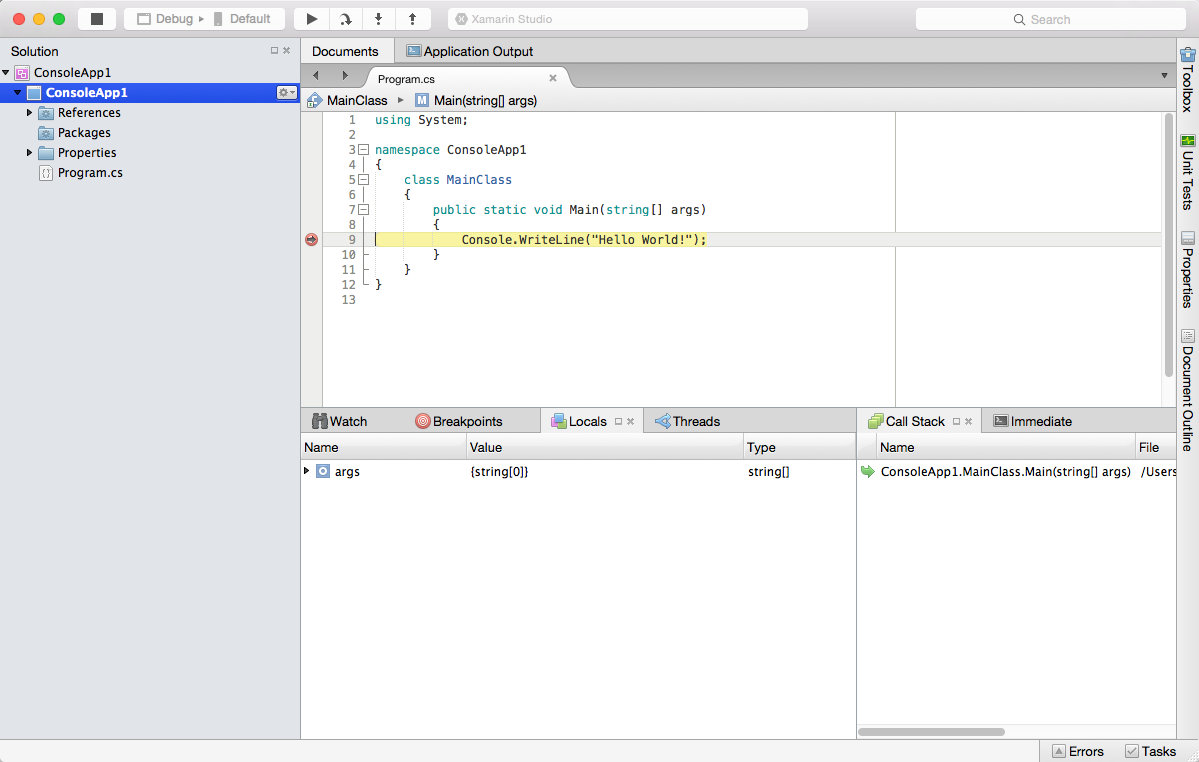 Debug Default
Xamarin Studio
Search
Solution
ConsoleApp1
ConsoleApp1
References
Packages
Properties
Program.cs
Documents Application Output
Program.cs
MainClass M Main(string[] args)
1 using System;
2
3 namespace ConsoleApp1
4 {
5 class MainClass
6 {
7 public static void Main(string[] args)
8 {
9 Console.WriteLine("Hello World!");
10 }
11 }
12 }
13
Toolbox
Unit Tests
Properties
Document Outline
Watch Breakpoints Locals Threads
Name Value Type
args {string[0]} string[]
Call Stack Immediate
Name File
ConsoleApp1.MainClass.Main(string[] args) /Users
Errors Tasks